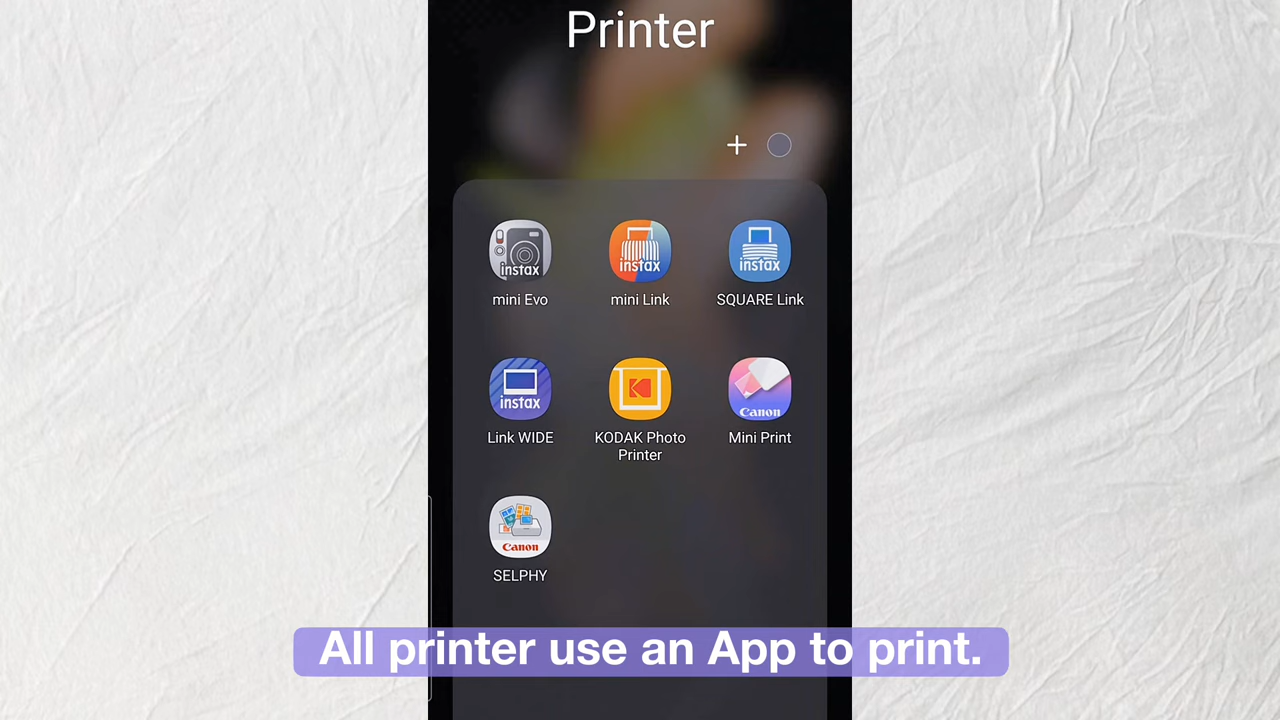 Printer
instax
instax
instax
mini Evo
mini Link
SQUARE Link
instax
Canon
Link WIDE
KODAK Photo
Printer
Mini Print
Canon
SELPHY
All printer use an App to print.